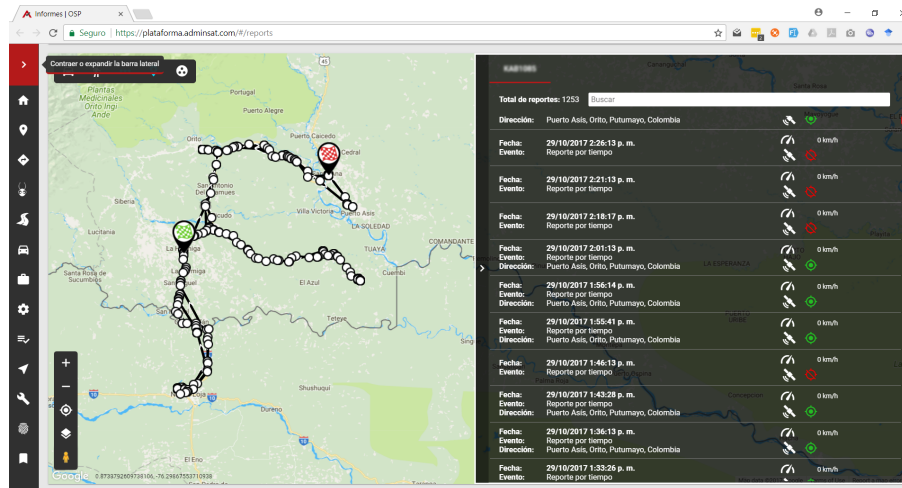 Informes | OSP
Seguro | https://plataforma.adminsat.com/#/reports
Contraer o expandir la barra lateral
45
Plantas
Medicinales
Orito Ingi
Ande
Portugal
Puerto Alegre
Orito
Puerto Caicedo
Cedral
San Antonio
Del Guamues
Siberia
Villa Victoria
Puerto Asis
Lucitania
LA SOLEDAD
COMANDANTE
Santa Rosa de
Sucumbios
El Azul
Cuembi
Teteye
Shushuqui
10
10
Dureno
10
El Eno
Google
0.8738792609738106,-76.29867553710938
Total de reportes: 1253
Buscar
Dirección: Puerto Asis, Orito, Putumayo, Colombia
Fecha: 29/10/2017 2:26:13 p. m.
0 km/h
Evento: Reporte por tiempo
Fecha: 29/10/2017 2:21:13 p. m.
0 km/h
Evento: Reporte por tiempo
Fecha: 29/10/2017 2:18:17 p. m.
0 km/h
Evento: Reporte por tiempo
Fecha: 29/10/2017 2:01:13 p. m.
0 km/h
Evento: Reporte por tiempo
Dirección: Puerto Asis, Orito, Putumayo, Colombia
Fecha: 29/10/2017 1:56:14 p. m.
0 km/h
Evento: Reporte por tiempo
Dirección: Puerto Asis, Orito, Putumayo, Colombia
Fecha: 29/10/2017 1:55:41 p. m.
0 km/h
Evento: Reporte por tiempo
Dirección: Puerto Asis, Orito, Putumayo, Colombia
Fecha: 29/10/2017 1:46:13 p. m.
0 km/h
Evento: Reporte por tiempo
Fecha: 29/10/2017 1:43:28 p. m.
0 km/h
Evento: Reporte por tiempo
Dirección: Puerto Asis, Orito, Putumayo, Colombia
Fecha: 29/10/2017 1:36:13 p. m.
0 km/h
Evento: Reporte por tiempo
Dirección: Puerto Asis, Orito, Putumayo, Colombia
Fecha: 29/10/2017 1:33:26 p. m.
0 km/h
Evento: Reporte por tiempo